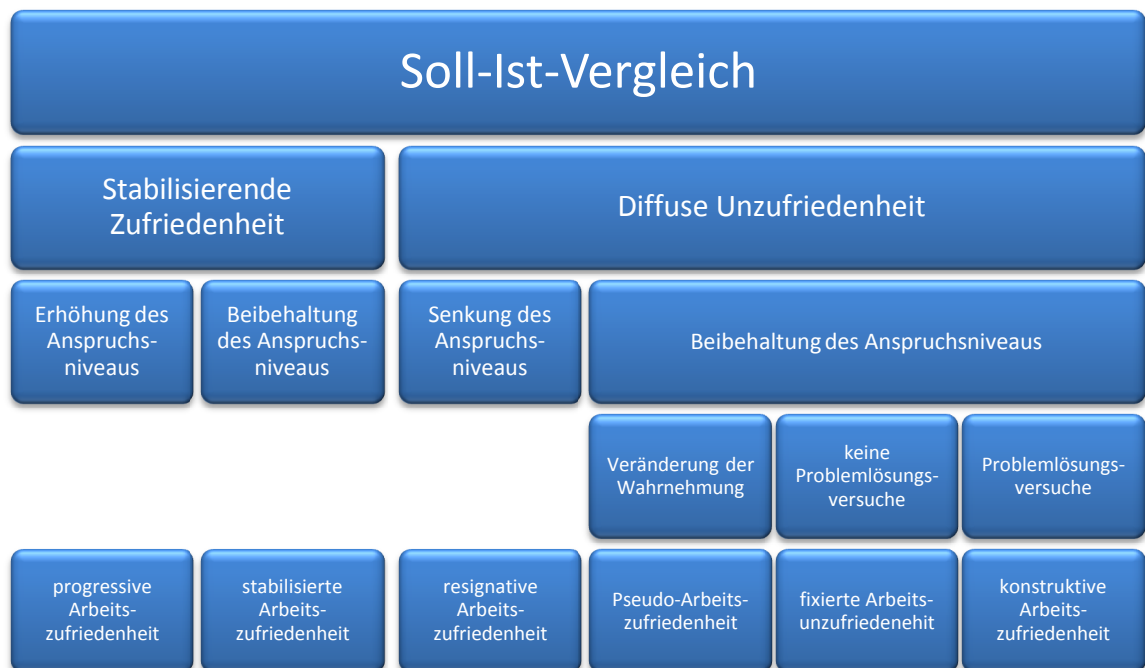 Soll-Ist-Vergleich
Stabilisierende
Zufriedenheit
Diffuse Unzufriedenheit
Erhöhung des
Anspruchs-
niveaus
Beibehaltung
des Anspruchs-
niveaus
Senkung des
Anspruchs-
niveaus
Beibehaltung des Anspruchsniveaus
Veränderung der
Wahrnehmung
keine
Problemlösungs-
versuche
Problemlösungs-
versuche
progressive
Arbeits-
zufriedenheit
stabilisierte
Arbeits-
zufriedenheit
resignative
Arbeits-
zufriedenheit
Pseudo-Arbeits-
zufriedenheit
fixierte Arbeits-
unzufriedenehit
konstruktive
Arbeits-
zufriedenheit